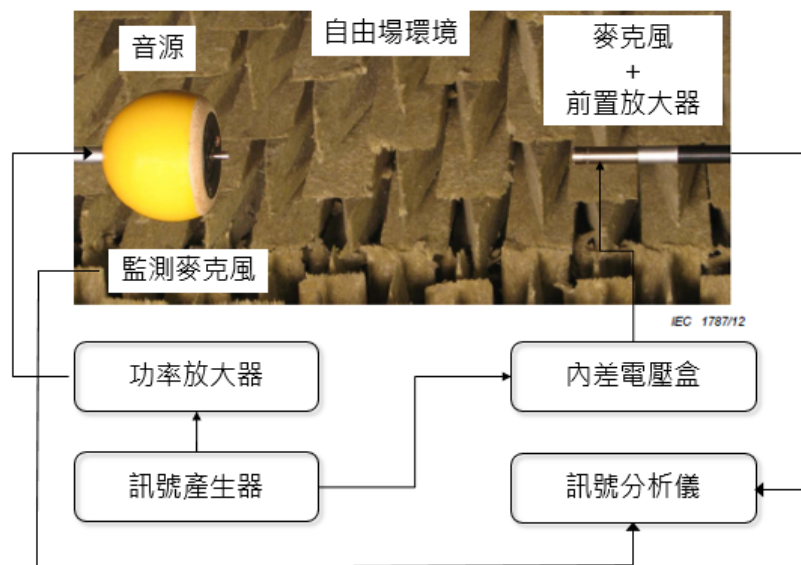 音源
自由場環境
麥克風
+
前置放大器
監測麥克風
IEC 1787/12
功率放大器
內差電壓盒
訊號產生器
訊號分析儀